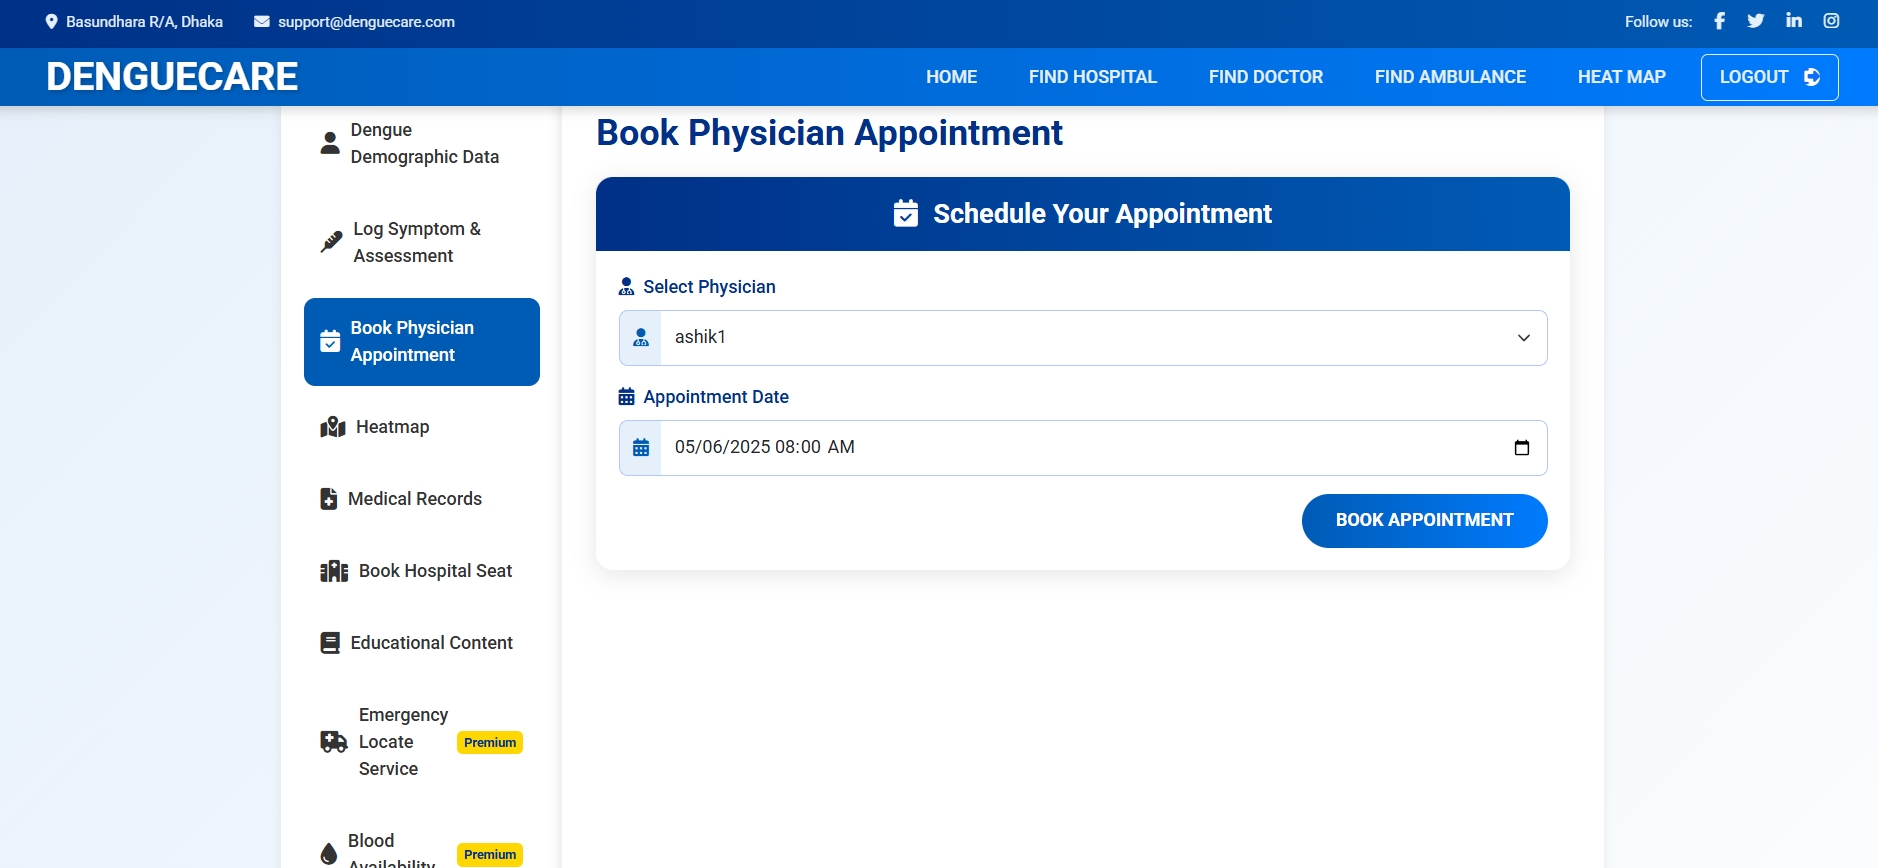 Basundhara R/A, Dhaka
support@denguecare.com
Follow us:
DENGUECARE
HOME
FIND HOSPITAL
FIND DOCTOR
FIND AMBULANCE
HEAT MAP
LOGOUT
Dengue
Demographic Data
Log Symptom &
Assessment
Book Physician
Appointment
Heatmap
Medical Records
Book Hospital Seat
Educational Content
Emergency
Locate
Service
Premium
Blood
Availability
Premium
Book Physician Appointment
Schedule Your Appointment
Select Physician
ashik1
Appointment Date
05/06/2025 08:00 AM
BOOK APPOINTMENT